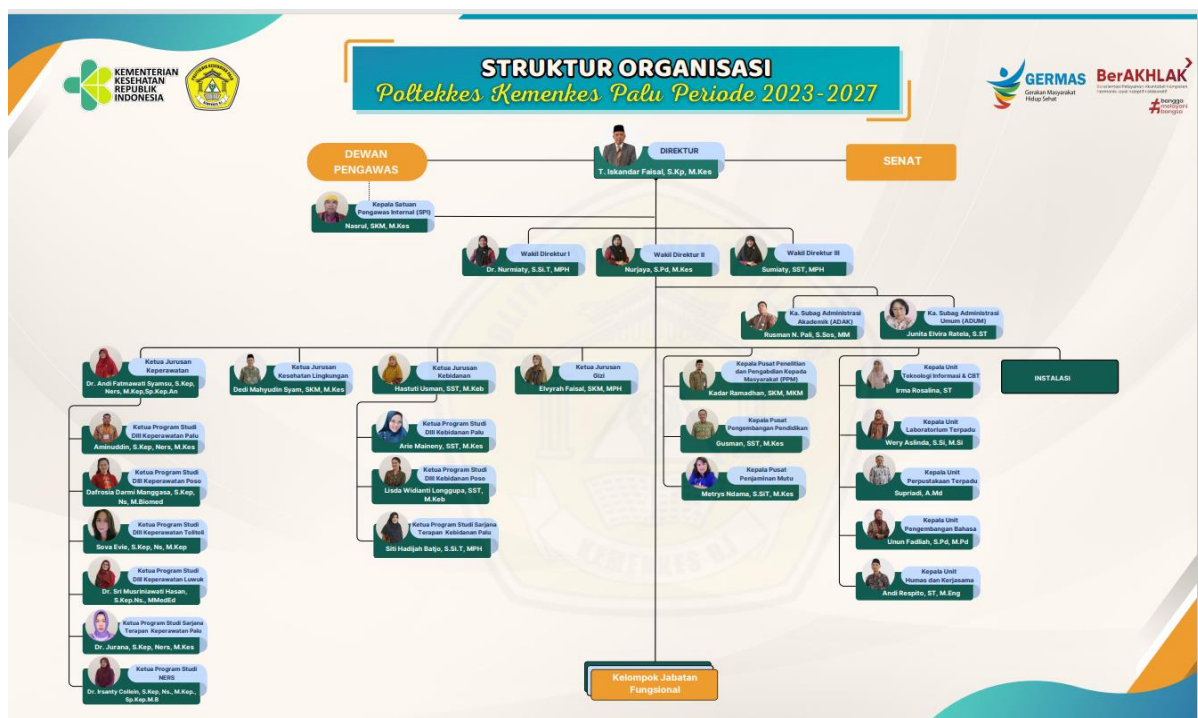 KEMENTERIAN
KESEHATAN
REPUBLIK
INDONESIA
STRUKTUR ORGANISASI
Poltekkes Kemenkes Palu Periode 2023-2027
GERMAS
Gerakan Masyarakat
Hidup Sehat
BerAKHLAK
#bangga
melayani
bangsa
DEWAN
PENGAWAS
DIREKTUR
T. Iskandar Faisal, S.Kp, M.Kes
SENAT
Kepala Satuan
Pengawas Internal (SPI)
Nasrul, SKM, M.Kes
Wakil Direktur I
Dr. Nurmiaty, S.Si.T, MPH
Wakil Direktur II
Nurjaya, S.Pd, M.Kes
Wakil Direktur III
Sumiaty, SST, MPH
Ka. Subag Administrasi
Akademik (ADAK)
Rusman N. Pali, S.Sos, MM
Ka. Subag Administrasi
Umum (ADUM)
Junita Elvira Ratela, S.ST
Ketua Jurusan
Keperawatan
Dr. Andi Fatmawati Syamsu, S.Kep,
Ners, M.Kep,Sp.Kep.An
Ketua Jurusan
Kesehatan Lingkungan
Dedi Mahyudin Syam, SKM, M.Kes
Ketua Jurusan
Kebidanan
Hastuti Usman, SST, M.Keb
Ketua Jurusan
Gizi
Elvyrah Faisal, SKM, MPH
Kepala Pusat Penelitian
dan Pengabdian Kepada
Masyarakat (PPM)
Kadar Ramadhan, SKM, MKM
Kepala Unit
Teknologi Informasi & CBT
Irma Rosalina, ST
INSTALASI
Ketua Program Studi
DIII Keperawatan Palu
Aminuddin, S.Kep, Ners, M.Kes
Ketua Program Studi
DIII Keperawatan Poso
Dafrosia Darmi Manggasa, S.Kep,
Ns, M.Biomed
Ketua Program Studi
DIII Keperawatan Tolitoli
Sova Evie, S.Kep, Ns, M.Kep
Ketua Program Studi
DIII Keperawatan Luwuk
Dr. Sri Musriniawati Hasan,
S.Kep.Ns., MMedEd
Ketua Program Studi Sarjana
Terapan Keperawatan Palu
Dr. Jurana, S.Kep, Ners, M.Kes
Ketua Program Studi
NERS
Dr. Irsanty Collein, S.Kep, Ns., M.Kep.,
Sp.Kep.M.B
Ketua Program Studi
DIII Kebidanan Palu
Arie Maineny, SST, M.Kes
Ketua Program Studi
DIII Kebidanan Poso
Lisda Widianti Longgupa, SST,
M.Keb
Ketua Program Studi Sarjana
Terapan Kebidanan Palu
Siti Hadijah Batjo, S.Si.T, MPH
Kepala Pusat
Pengembangan Pendidikan
Gusman, SST, M.Kes
Kepala Pusat
Penjaminan Mutu
Metrys Ndama, S.SiT, M.Kes
Kepala Unit
Laboratorium Terpadu
Wery Aslinda, S.Si, M.Si
Kepala Unit
Perpustakaan Terpadu
Supriadi, A.Md
Kepala Unit
Pengembangan Bahasa
Unun Fadliah, S.Pd, M.Pd
Kepala Unit
Humas dan Kerjasama
Andi Respito, ST, M.Eng
Kelompok Jabatan
Fungsional